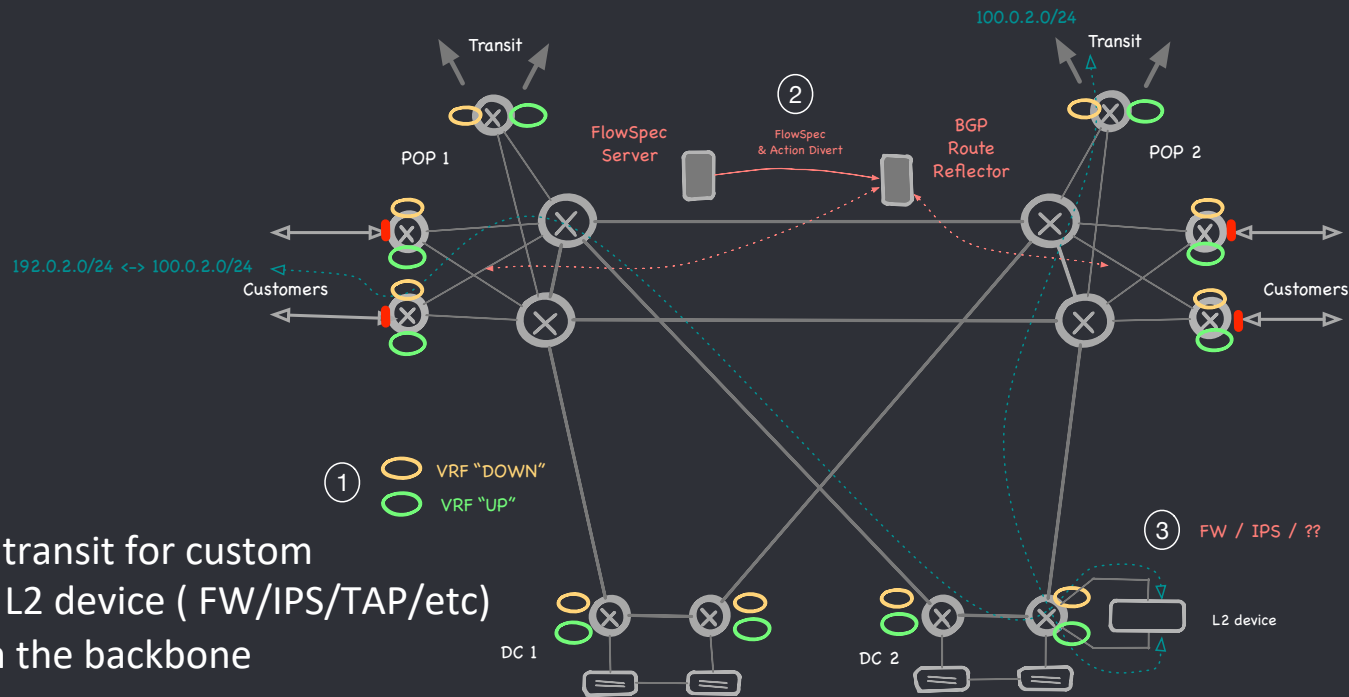 100.0.2.0/24
Transit
Transit
2
FlowSpec
Server
FlowSpec
& Action Divert
BGP
Route
Reflector
POP 1
POP 2
192.0.2.0/24 <-> 100.0.2.0/24
Customers
Customers
1
VRF “DOWN”
VRF “UP”
3
FW / IPS / ??
transit for custom
L2 device ( FW/IPS/TAP/etc)
the backbone
L2 device
DC 1
DC 2